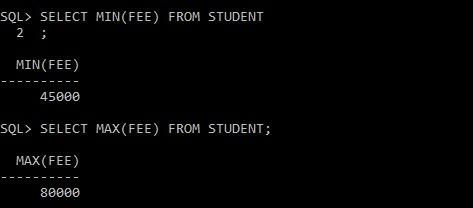 SQL> SELECT MIN(FEE) FROM STUDENT
  2  ;
  MIN(FEE)
----------
     45000
SQL> SELECT MAX(FEE) FROM STUDENT;
  MAX(FEE)
----------
     80000